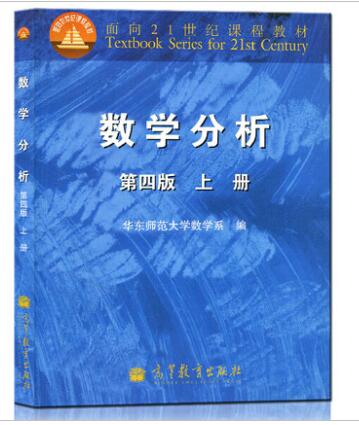 面向21世纪课程教材
Textbook Series for 21st Century
数学分析
第四版 上册
华东师范大学数学系 编
高等教育出版社
数学分析
第四版
上册